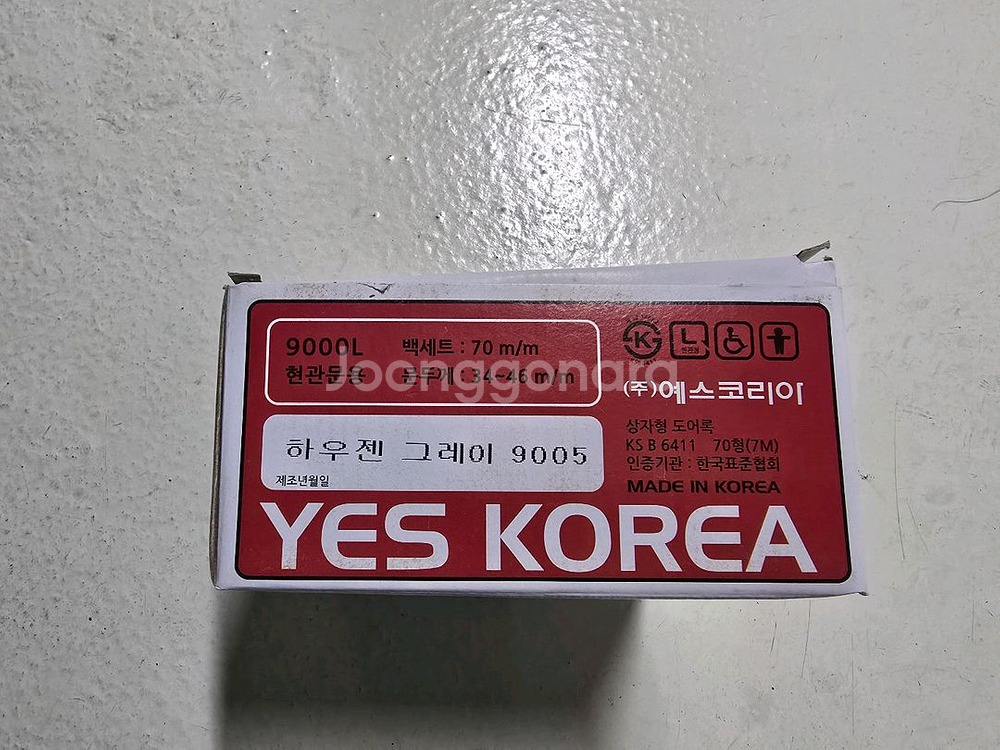 9000L 백세트 : 70 m/m
현관문용 문두께 : 34~46 m/m
하우젠 그레이 9005
제조년월일
K
L
(주)예스코리아
상자형 도어록
KS B 6411 70형(7M)
인증기관 : 한국표준협회
MADE IN KOREA
YES KOREA
Joonggonara